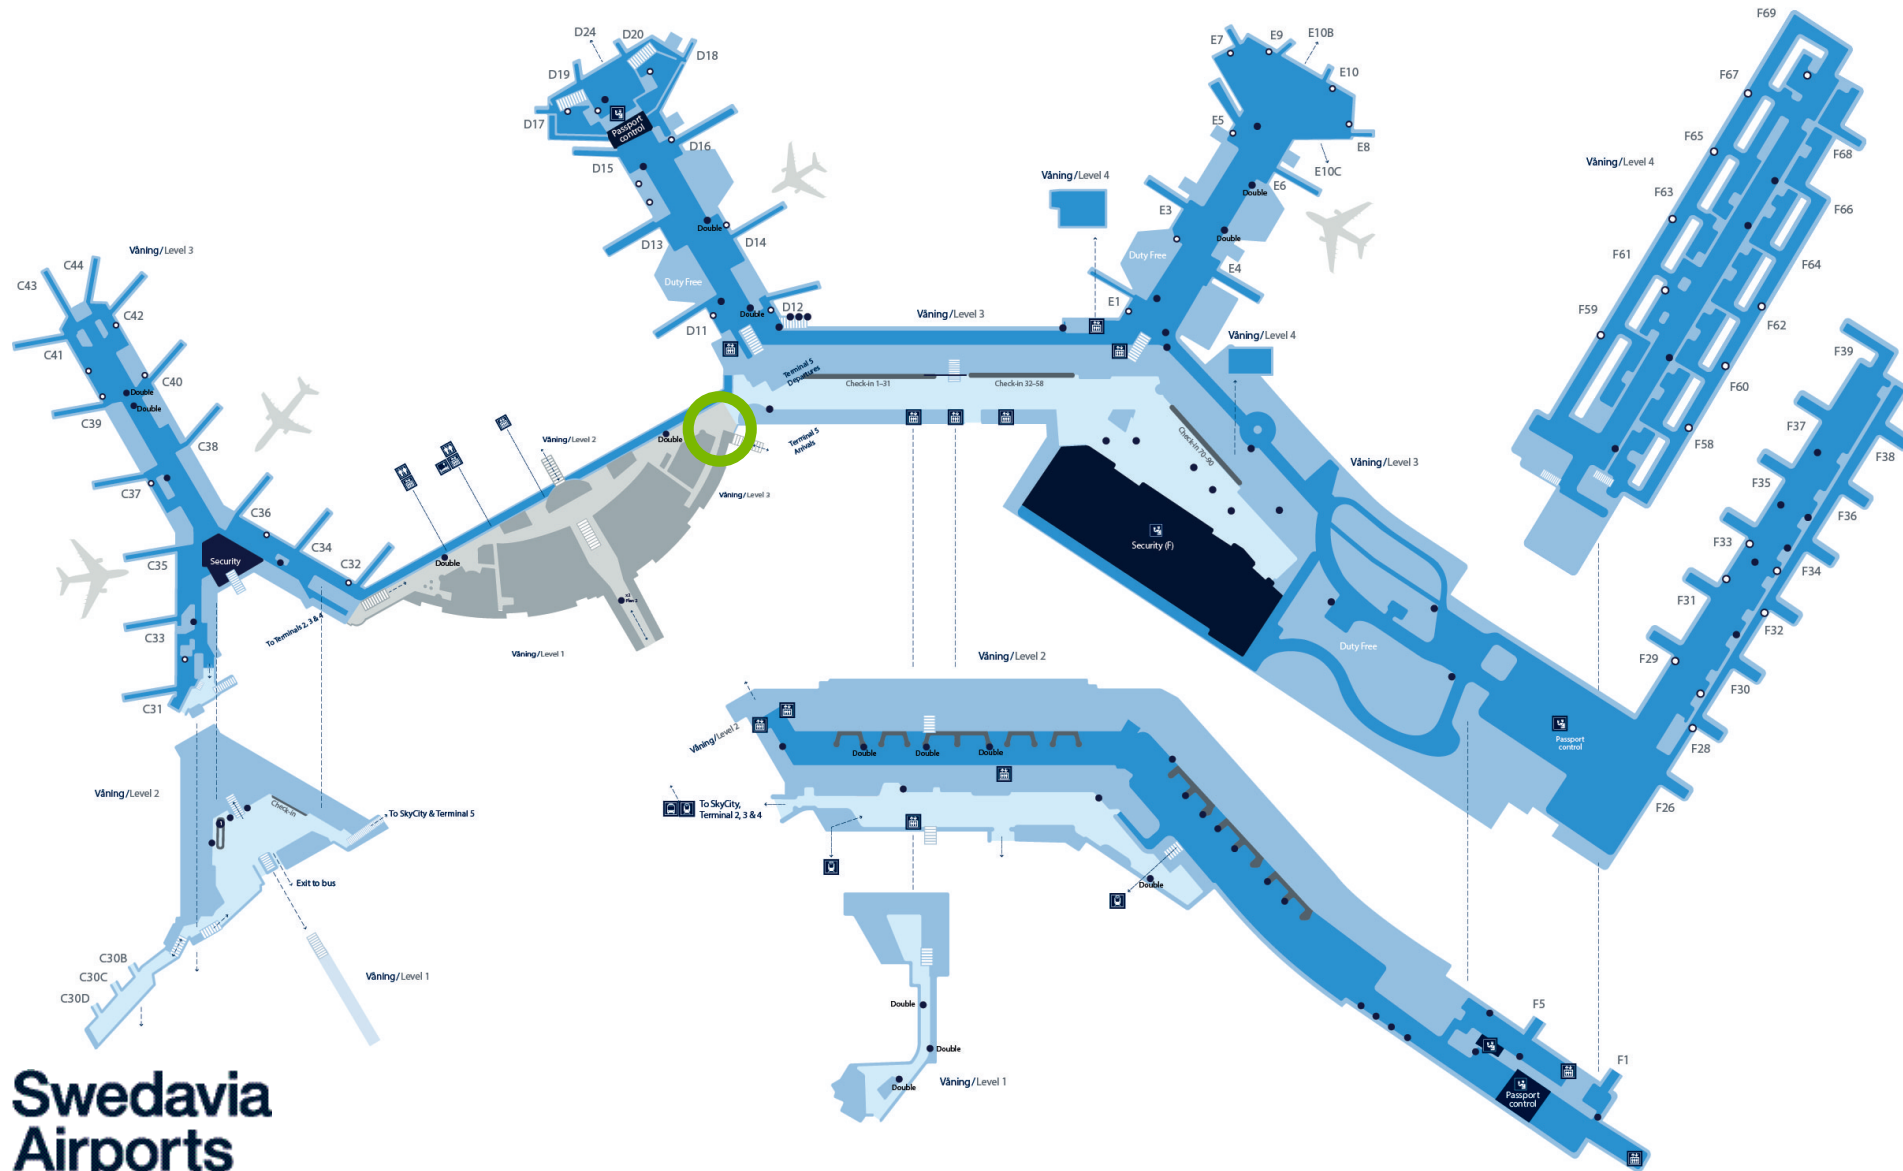 D24
D20
D18
D19
D17
Passport
control
D16
D15
D13
D14
Duty Free
D11
D12
Double
Double
E7
E9
E10B
E10
E5
E8
E10C
E6
Double
E3
Double
Duty Free
E4
E1
Våning/Level 4
Våning/Level 3
Våning/Level 4
F69
F67
F65
Våning/Level 4
F68
F63
F66
F61
F64
F59
F62
F60
F58
F39
F37
F38
F35
F36
F33
F34
F31
F32
F29
F30
F28
F26
Våning/Level 3
C44
C43
C42
C41
C40
Double
Double
C39
C38
C37
C36
C35
C34
C32
Security
C33
C31
To Terminals 2, 3 & 4
Double
Double
Våning/Level 2
Våning/Level 3
Våning/Level 1
Terminal 5
Departures
Check-in 1–31
Check-in 32–58
Terminal 5
Arrivals
Check-in 70–90
Våning/Level 3
Security (F)
Duty Free
Passport
control
Våning/Level 2
Våning/Level 2
Double
Double
Double
To SkyCity,
Terminal 2, 3 & 4
Double
Våning/Level 2
Check-in
To SkyCity & Terminal 5
Exit to bus
C30B
C30C
C30D
Våning/Level 1
Double
Double
Double
Våning/Level 1
F5
F1
Passport
control
Swedavia
Airports